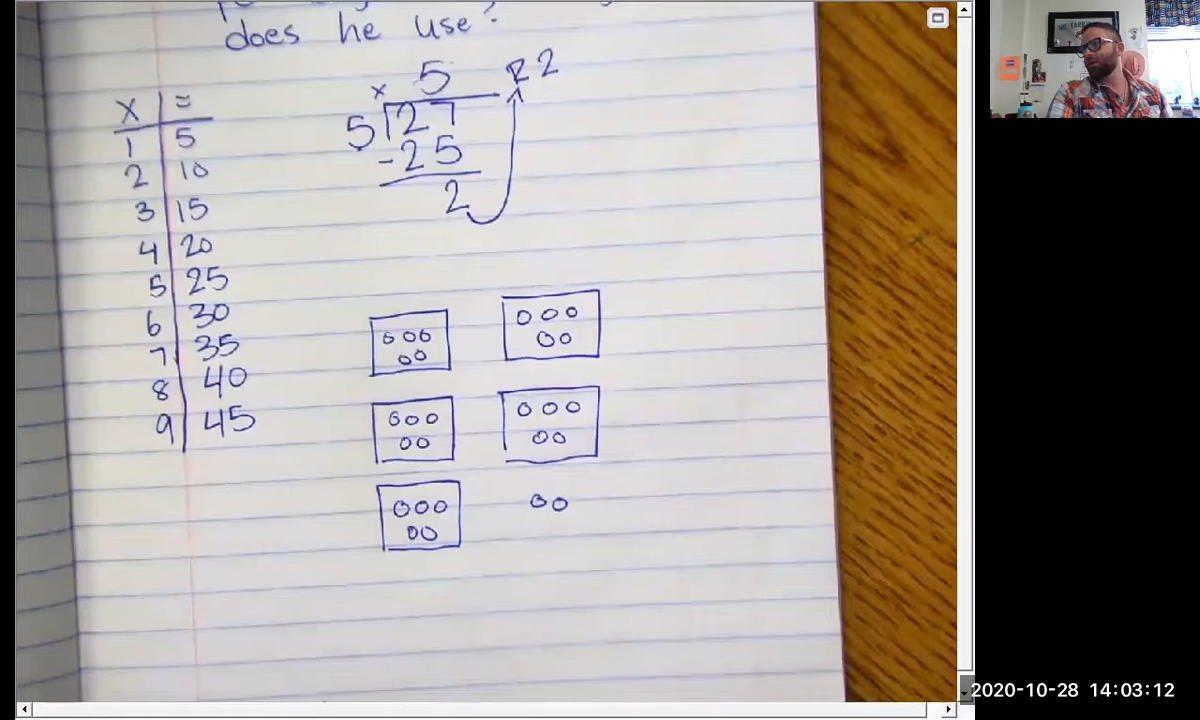 does he use?
x | =
1 | 5
2 | 10
3 | 15
4 | 20
5 | 25
6 | 30
7 | 35
8 | 40
9 | 45
x 5 R2
5 27
-25
2
2020-10-28 14:03:12